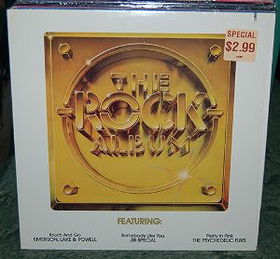 SPECIAL
$2.99
THE
ROCK
ALBUM
FEATURING:
Touch And Go
EMERSON, LAKE & POWELL
Somebody Like You
38 SPECIAL
Pretty In Pink
THE PSYCHEDELIC FURS